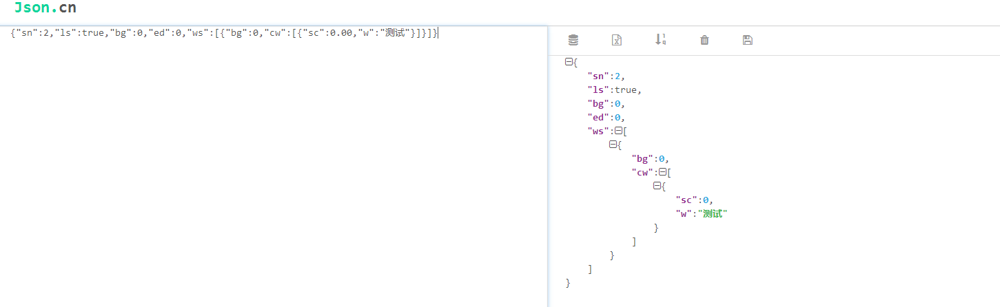 Json.cn
{"sn":2,"ls":true,"bg":0,"ed":0,"ws":[{"bg":0,"cw":[{"sc":0.00,"w":"测试"}]}]}
{
"sn":2,
"ls":true,
"bg":0,
"ed":0,
"ws":[
{
"bg":0,
"cw":[
{
"sc":0,
"w":"测试"
}
]
}
]
}